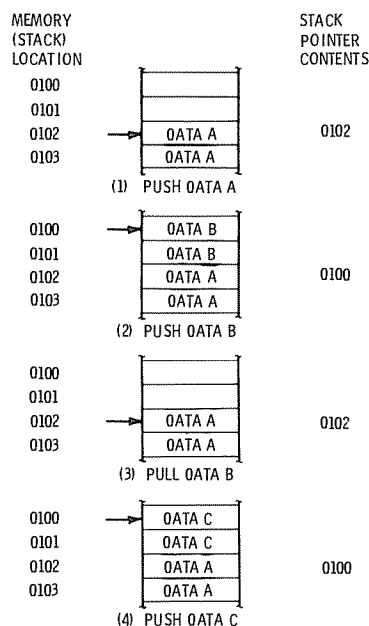 MEMORY
(STACK)
LOCATION
STACK
POINTER
CONTENTS
0100
0101
0102 OATA A 0102
0103 OATA A
(1) PUSH OATA A
0100 OATA B
0101 OATA B
0102 OATA A 0100
0103 OATA A
(2) PUSH OATA B
0100
0101
0102 OATA A 0102
0103 OATA A
(3) PULL OATA B
0100 OATA C
0101 OATA C
0102 OATA A 0100
0103 OATA A
(4) PUSH OATA C